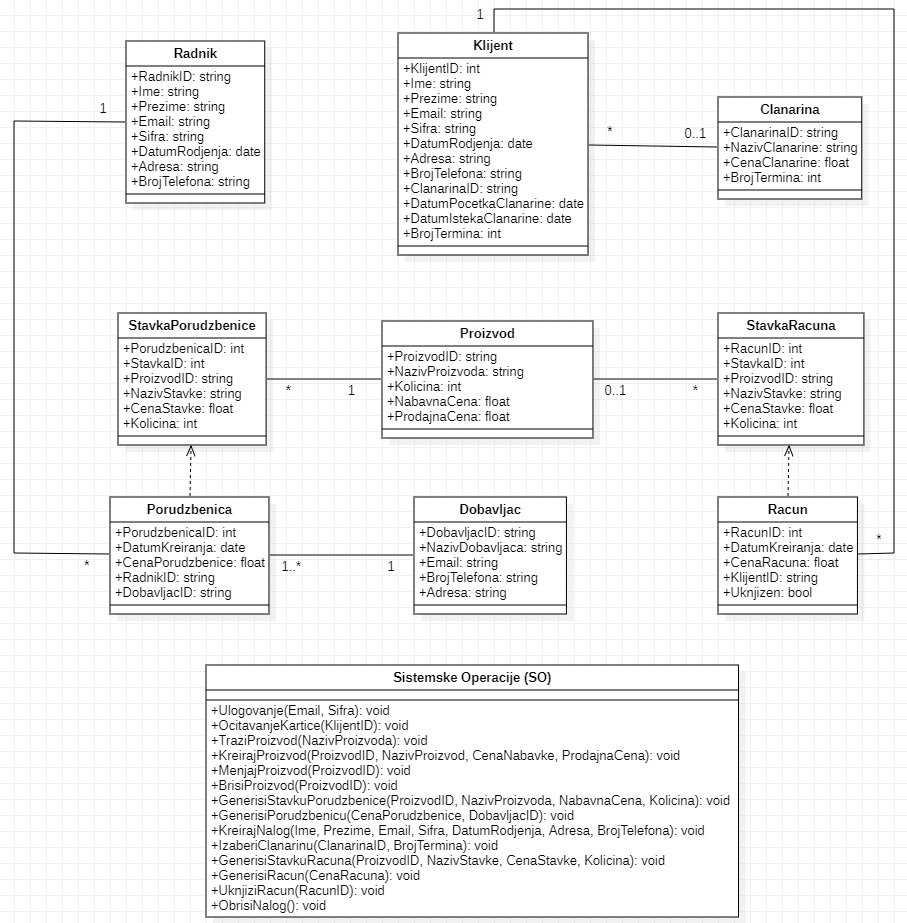 1
Radnik
+RadnikID: string
+Ime: string
+Prezime: string
+Email: string
+Sifra: string
+DatumRodjenja: date
+Adresa: string
+BrojTelefona: string
1
Klijent
+KlijentID: int
+Ime: string
+Prezime: string
+Email: string
+Sifra: string
+DatumRodjenja: date
+Adresa: string
+BrojTelefona: string
+ClanarinaID: string
+DatumPocetkaClanarine: date
+DatumIstekaClanarine: date
+BrojTermina: int
*
0..1
Clanarina
+ClanarinaID: string
+NazivClanarine: string
+CenaClanarine: float
+BrojTermina: int
StavkaPorudzbenice
+PorudzbenicaID: int
+StavkaID: int
+ProizvodID: string
+NazivStavke: string
+CenaStavke: float
+Kolicina: int
*
1
Proizvod
+ProizvodID: string
+NazivProizvoda: string
+Kolicina: int
+NabavnaCena: float
+ProdajnaCena: float
0..1
*
StavkaRacuna
+RacunID: int
+StavkaID: int
+ProizvodID: string
+NazivStavke: string
+CenaStavke: float
+Kolicina: int
*
Porudzbenica
+PorudzbenicaID: int
+DatumKreiranja: date
+CenaPorudzbenice: float
+RadnikID: string
+DobavljacID: string
1..*
1
Dobavljac
+DobavljacID: string
+NazivDobavljaca: string
+Email: string
+BrojTelefona: string
+Adresa: string
Racun
+RacunID: int
+DatumKreiranja: date
+CenaRacuna: float
+KlijentID: string
+Uknjizen: bool
*
Sistemske Operacije (SO)
+Ulogovanje(Email, Sifra): void
+OcitavanjeKartice(KlijentID): void
+TraziProizvod(NazivProizvoda): void
+KreirajProizvod(ProizvodID, NazivProizvod, CenaNabavke, ProdajnaCena): void
+MenjajProizvod(ProizvodID): void
+BrisiProizvod(ProizvodID): void
+GenerisiStavkuPorudzbenice(ProizvodID, NazivProizvoda, NabavnaCena, Kolicina): void
+GenerisiPorudzbenicu(CenaPorudzbenice, DobavljacID): void
+KreirajNalog(Ime, Prezime, Email, Sifra, DatumRodjenja, Adresa, BrojTelefona): void
+IzaberiClanarinu(ClanarinaID, BrojTermina): void
+GenerisiStavkuRacuna(ProizvodID, NazivStavke, CenaStavke, Kolicina): void
+GenerisiRacun(CenaRacuna): void
+UknjiziRacun(RacunID): void
+ObrisiNalog(): void